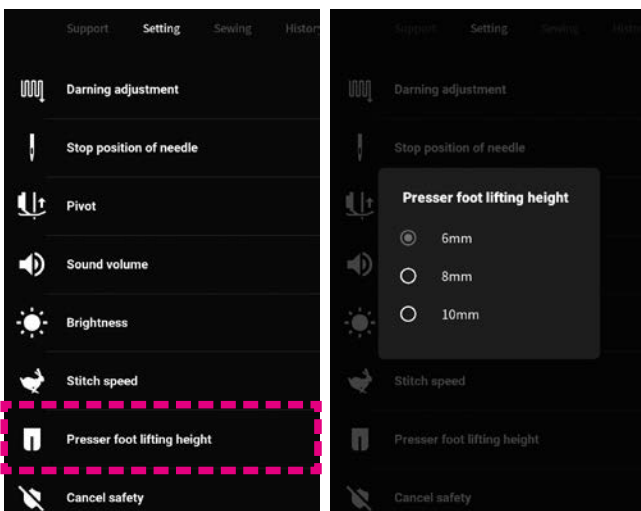 Support Setting Sewing History
Darning adjustment
Stop position of needle
Pivot
Sound volume
Brightness
Stitch speed
Presser foot lifting height
Cancel safety
Support Setting Sewing
Darning adjustment
Stop position of needle
Presser foot lifting height
6mm
8mm
10mm
Stitch speed
Presser foot lifting height
Cancel safety